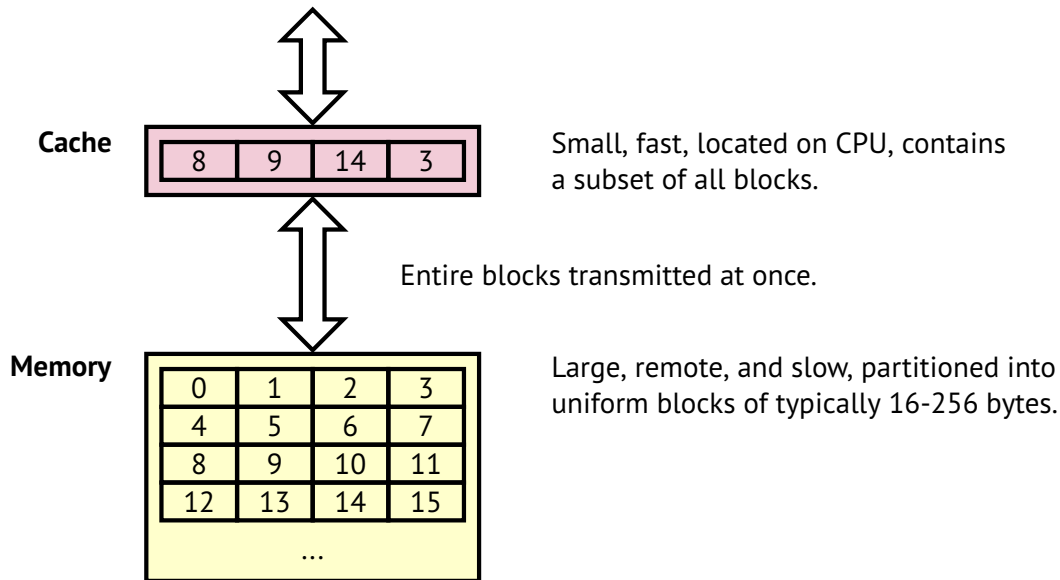 Cache
8 9 14 3
Small, fast, located on CPU, contains
a subset of all blocks.
Entire blocks transmitted at once.
Memory
0 1 2 3
4 5 6 7
8 9 10 11
12 13 14 15
...
Large, remote, and slow, partitioned into
uniform blocks of typically 16-256 bytes.